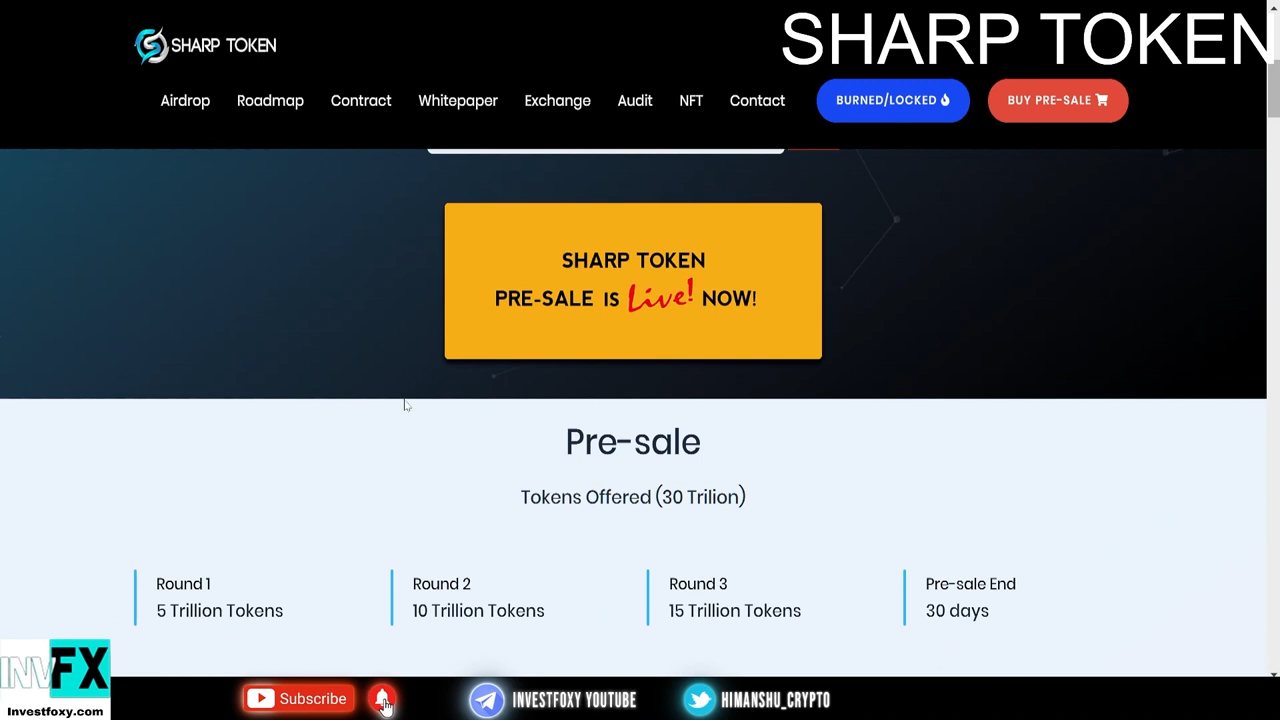 SHARP TOKEN
SHARP TOKEN
Airdrop Roadmap Contract Whitepaper Exchange Audit NFT Contact BURNED/LOCKED BUY PRE-SALE
SHARP TOKEN
PRE-SALE IS Live! NOW!
Pre-sale
Tokens Offered (30 Trilion)
Round 1
5 Trillion Tokens
Round 2
10 Trillion Tokens
Round 3
15 Trillion Tokens
Pre-sale End
30 days
INVFX
Investfoxy.com
Subscribe
INVESTFOXY YOUTUBE
HIMANSHU_CRYPTO